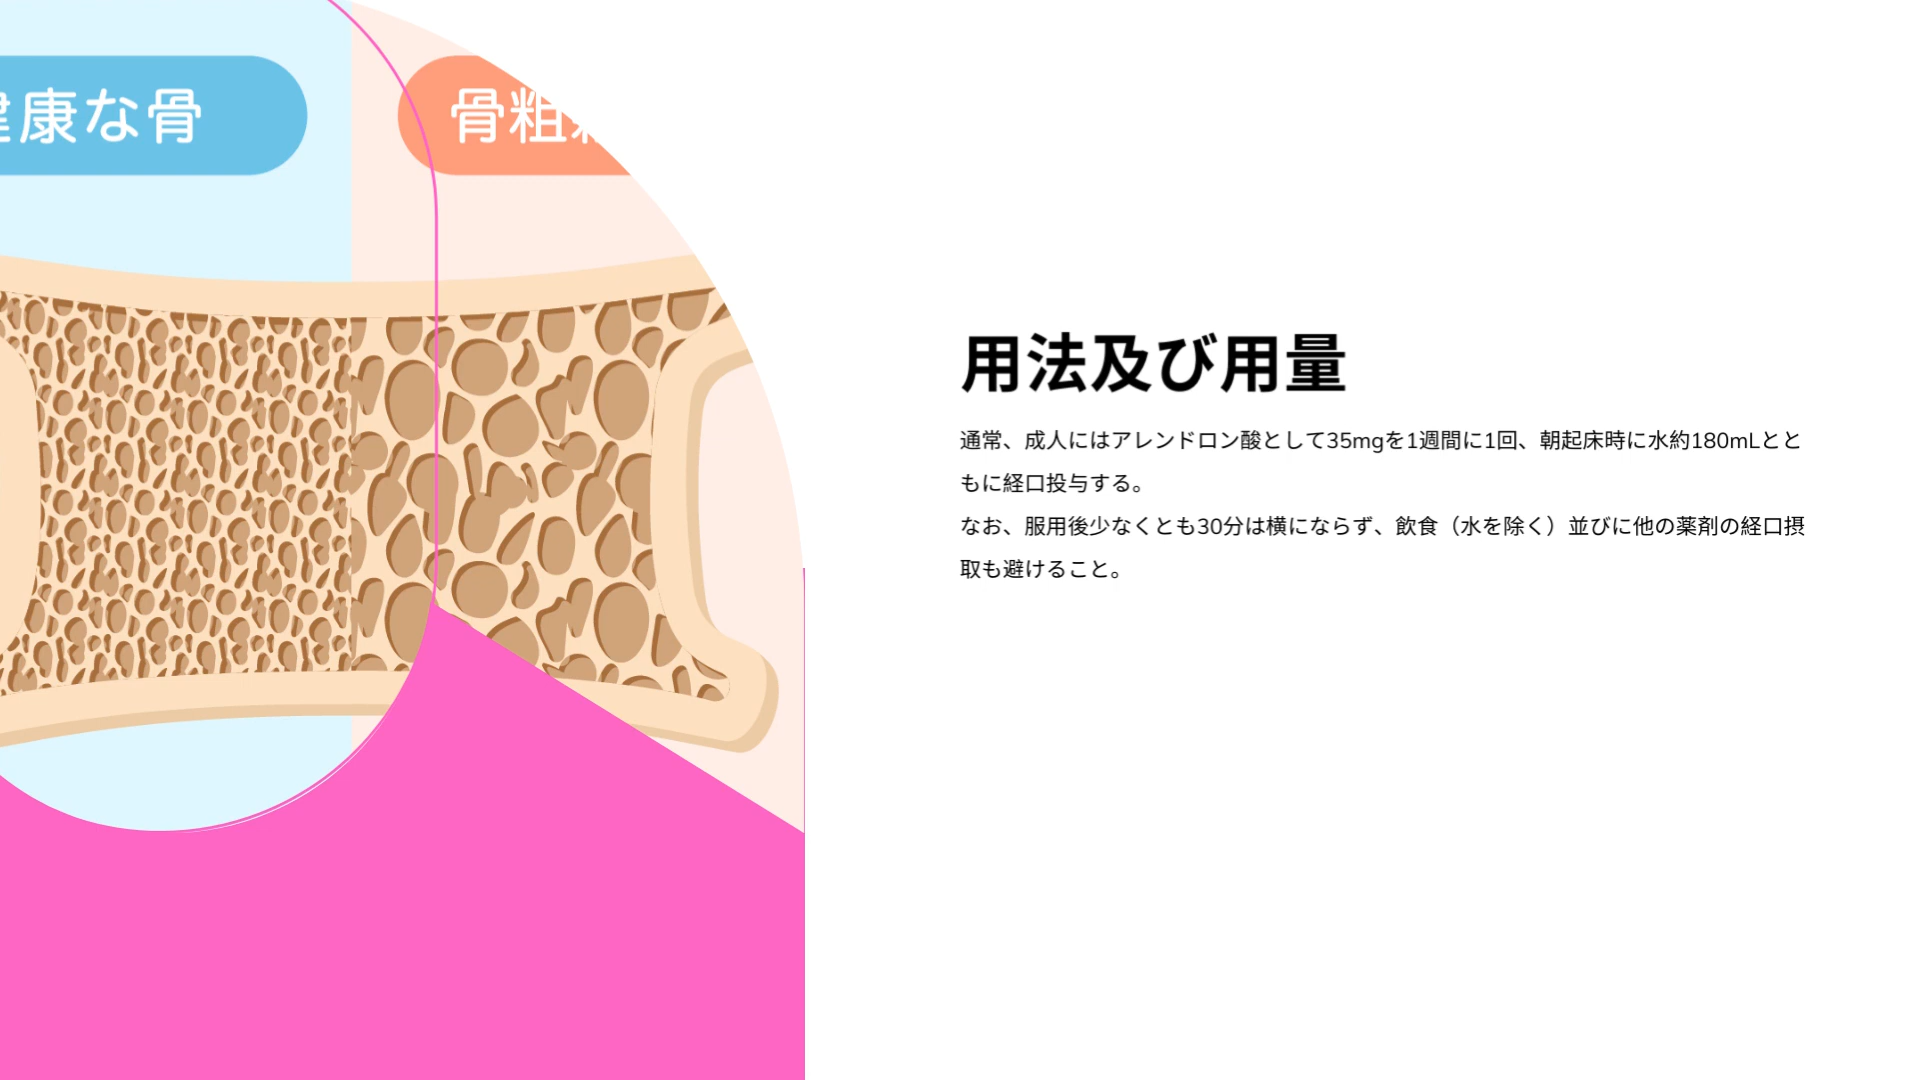 康な骨
骨粗
用法及び用量
通常、成人にはアレンドロン酸として35mgを1週間に1回、朝起床時に水約180mLとと
もに経口投与する。
なお、服用後少なくとも30分は横にならず、飲食（水を除く）並びに他の薬剤の経口摂
取も避けること。